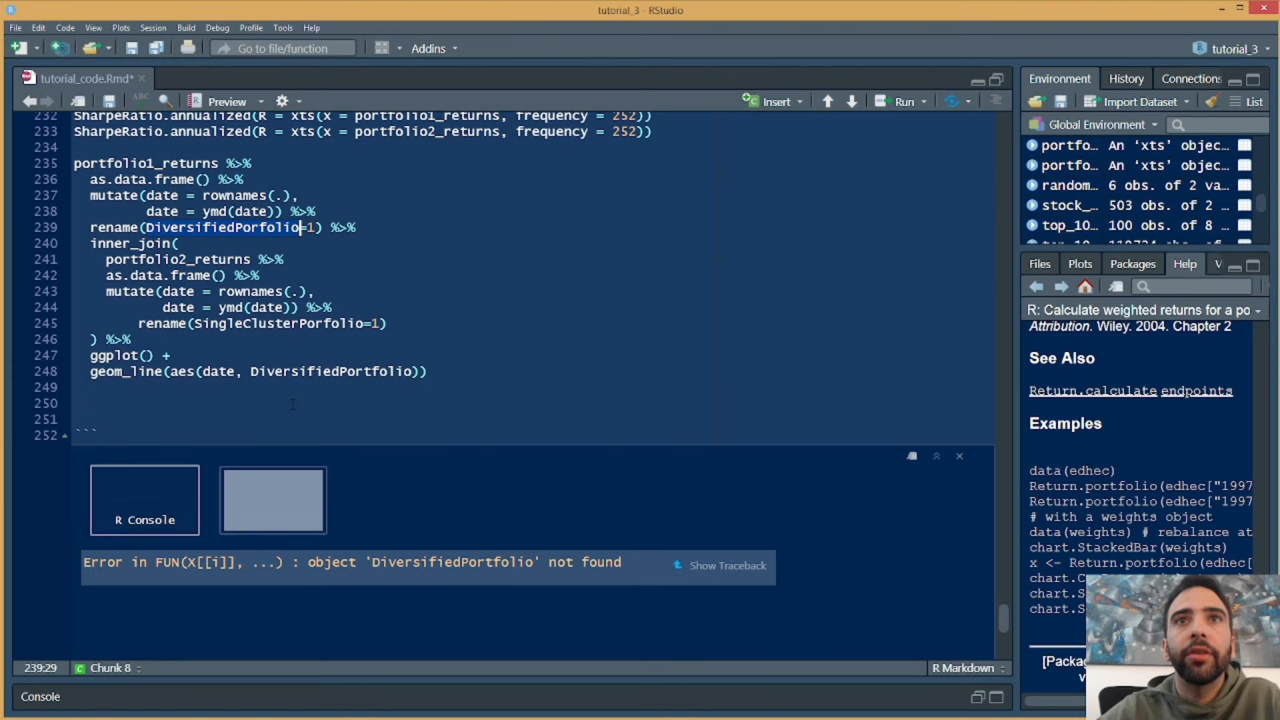 tutorial_3 - RStudio
File Edit Code View Plots Session Build Debug Profile Tools Help
Go to file/function Addins tutorial_3
tutorial_code.Rmd*
ABC Preview Insert Run
232 SharpeRatio.annualized(R = xts(x = portfolio1_returns, frequency = 252))
233 SharpeRatio.annualized(R = xts(x = portfolio2_returns, frequency = 252))
234
235 portfolio1_returns %>%
236 as.data.frame() %>%
237 mutate(date = rownames(.),
238 date = ymd(date)) %>%
239 rename(DiversifiedPorfolio=1) %>%
240 inner_join(
241 portfolio2_returns %>%
242 as.data.frame() %>%
243 mutate(date = rownames(.),
244 date = ymd(date)) %>%
245 rename(SingleClusterPorfolio=1)
246 ) %>%
247 ggplot() +
248 geom_line(aes(date, DiversifiedPortfolio))
249
250
251
252 ```
R Console
Error in FUN(X[[i]], ...) : object 'DiversifiedPortfolio' not found
Show Traceback
239:29 Chunk 8 R Markdown
Console
Environment History Connections
Import Dataset List
Global Environment
portfo… An 'xts' objec…
portfo… An 'xts' objec…
random… 6 obs. of 2 va…
stock_… 503 obs. of 2 …
top_10… 100 obs. of 8 …
Files Plots Packages Help V
R: Calculate weighted returns for a po
Attribution. Wiley. 2004. Chapter 2
See Also
Return.calculate endpoints
Examples
data(edhec)
Return.portfolio(edhec["1997
Return.portfolio(edhec["1997
# with a weights object
data(weights) # rebalance at
chart.StackedBar(weights)
x <- Return.portfolio(edhec[
chart.C
chart.S
chart.S
[Packag
v